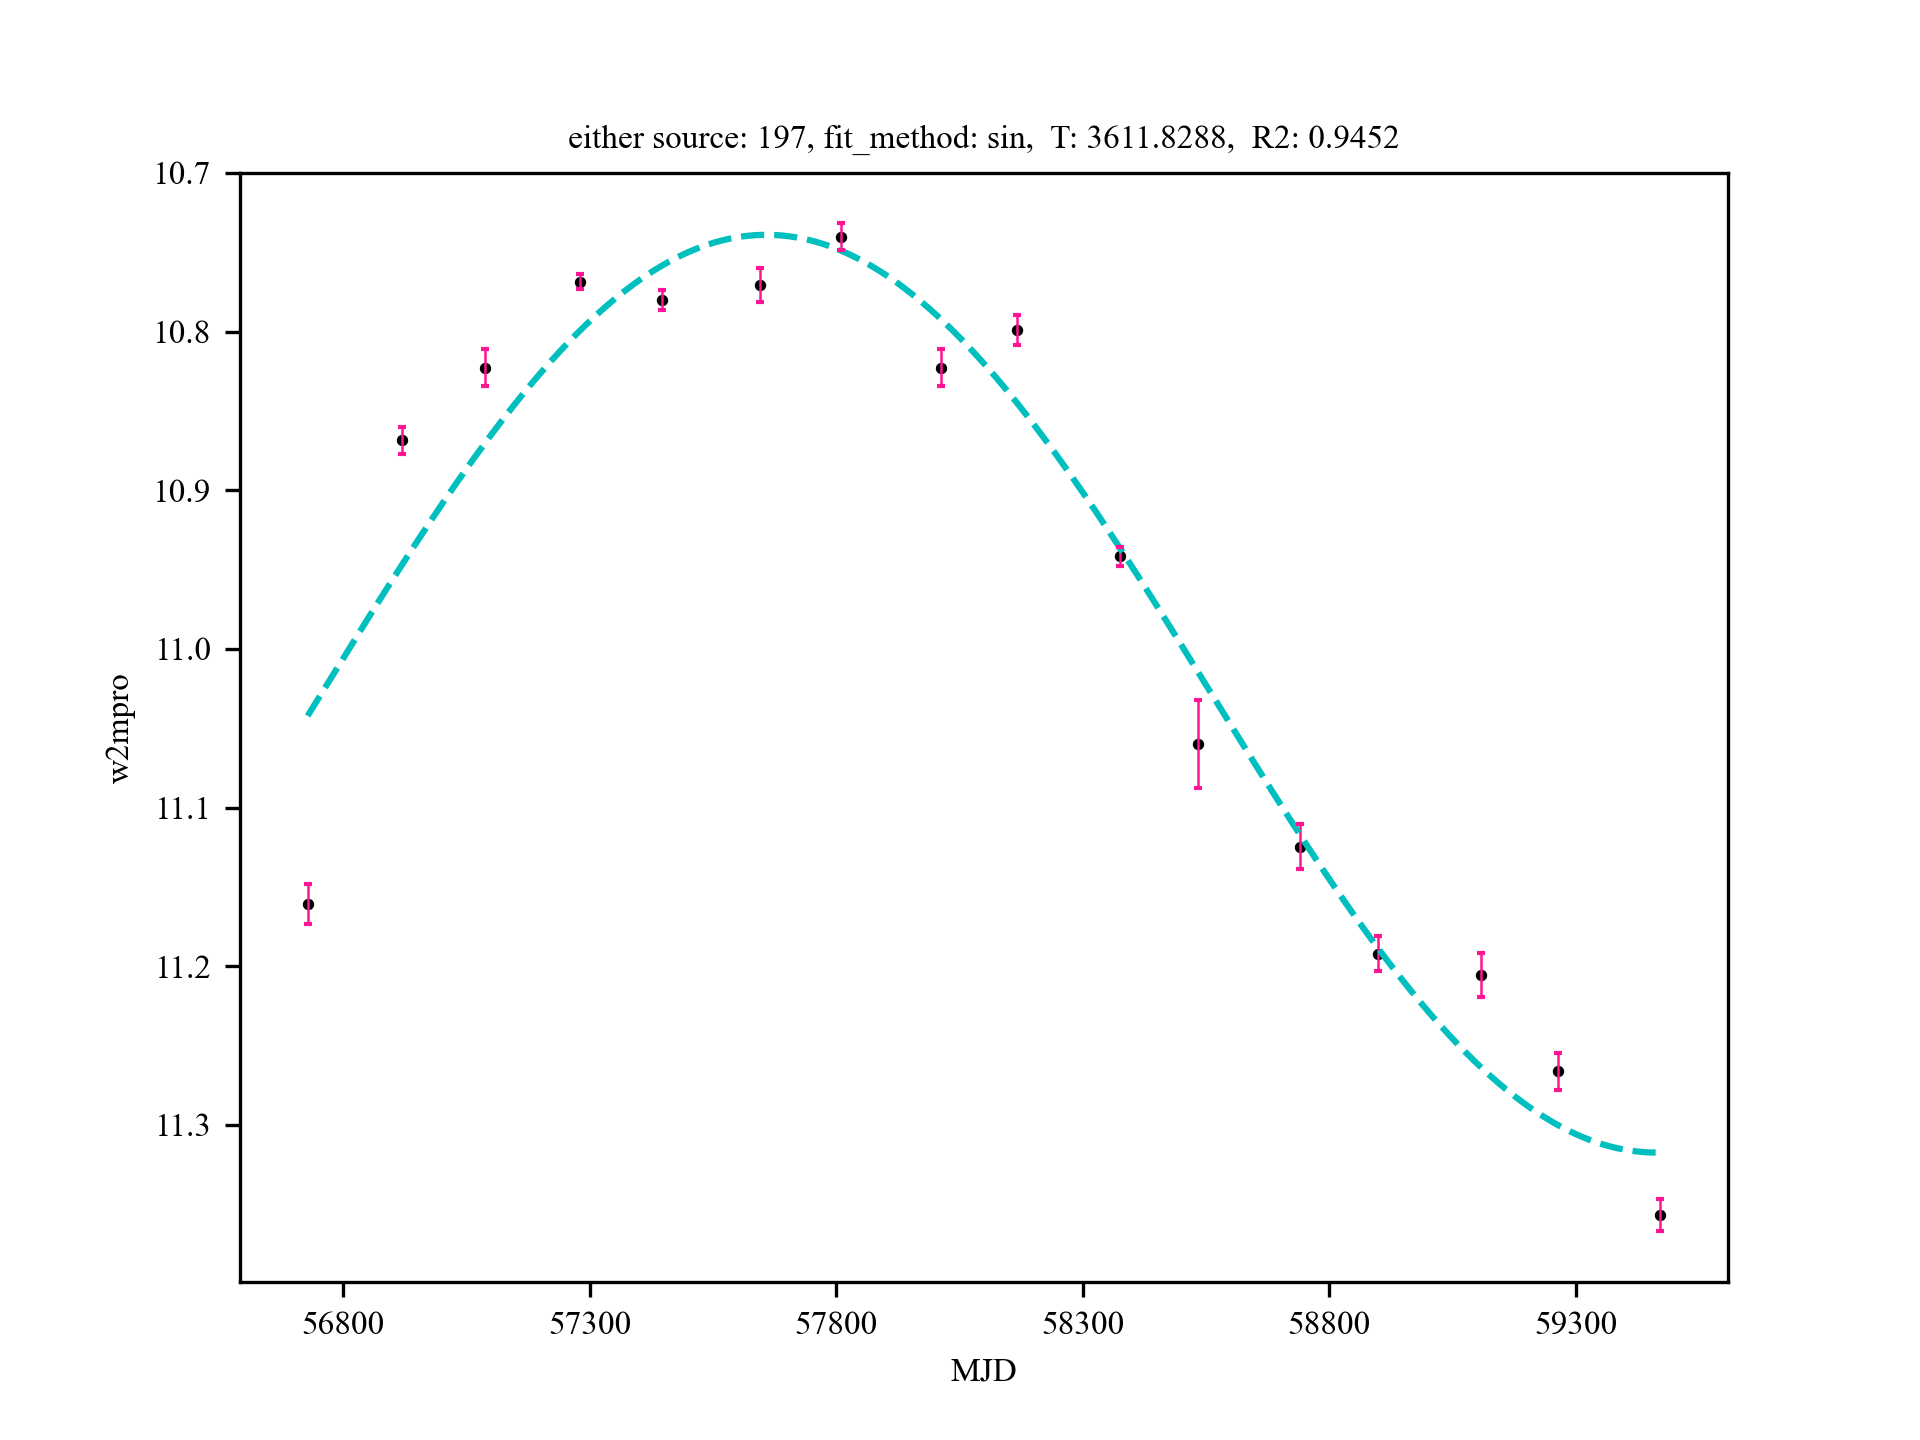 either source: 197, fit_method: sin,  T: 3611.8288,  R2: 0.9452
10.7
10.8
10.9
11.0
11.1
11.2
11.3
w2mpro
56800 57300 57800 58300 58800 59300
MJD